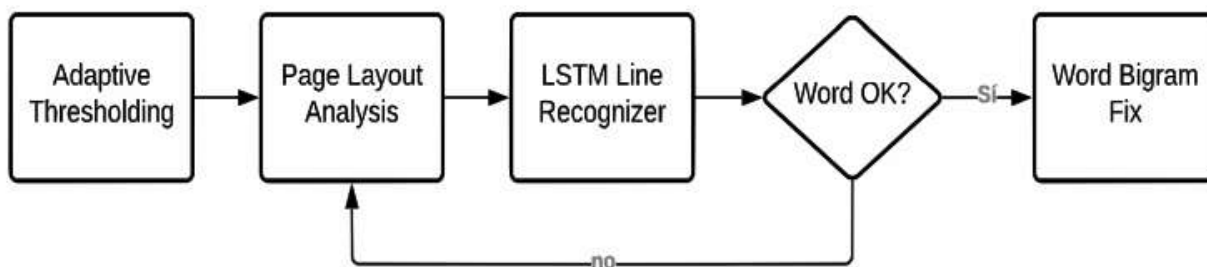 Adaptive
Thresholding
Page Layout
Analysis
LSTM Line
Recognizer
Word OK?
Sí
Word Bigram
Fix
no